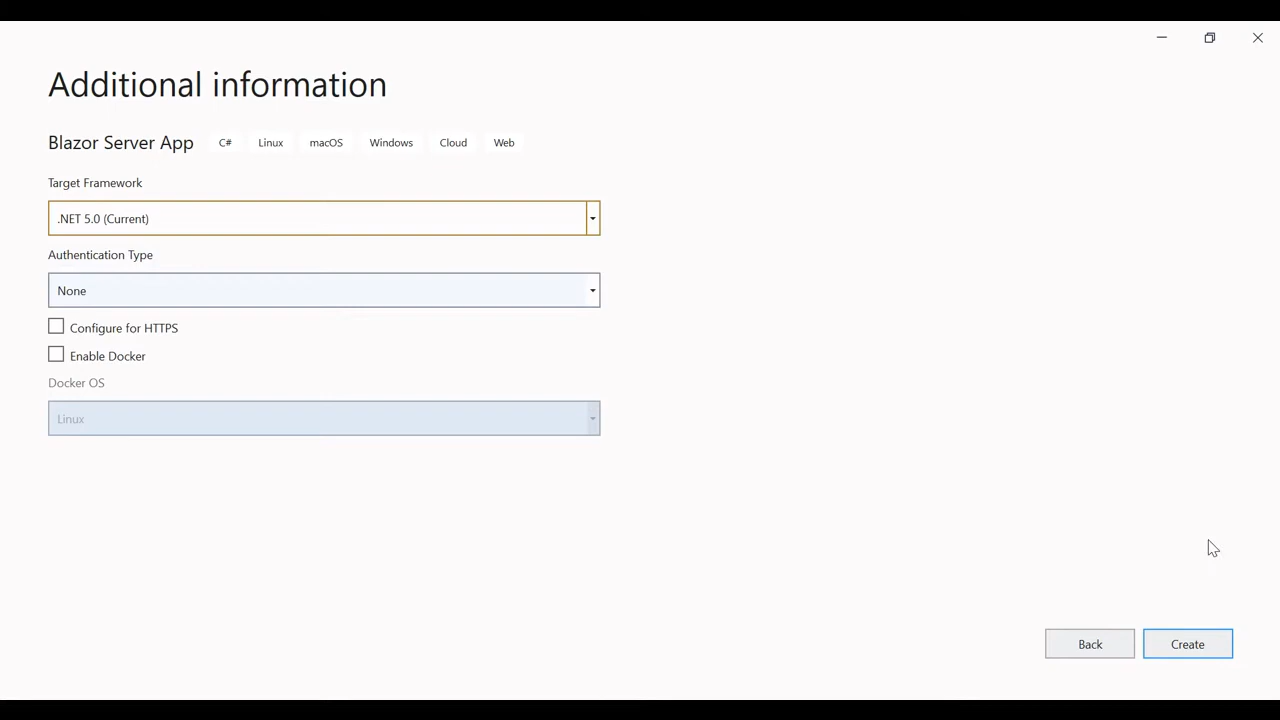 Additional information
Blazor Server App C# Linux macOS Windows Cloud Web
Target Framework
.NET 5.0 (Current)
Authentication Type
None
Configure for HTTPS
Enable Docker
Docker OS
Linux
Back Create